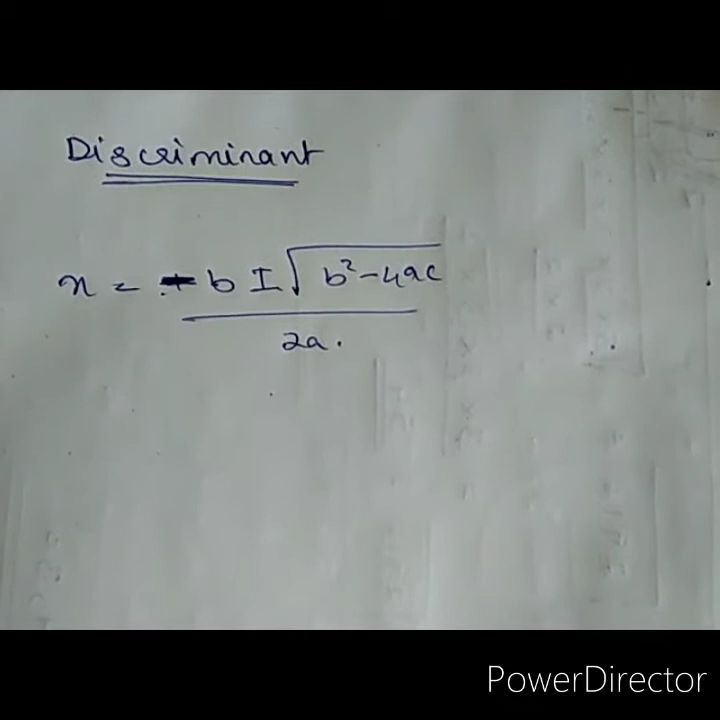 Discriminant
x = - b ± √b²-4ac
2a.
PowerDirector